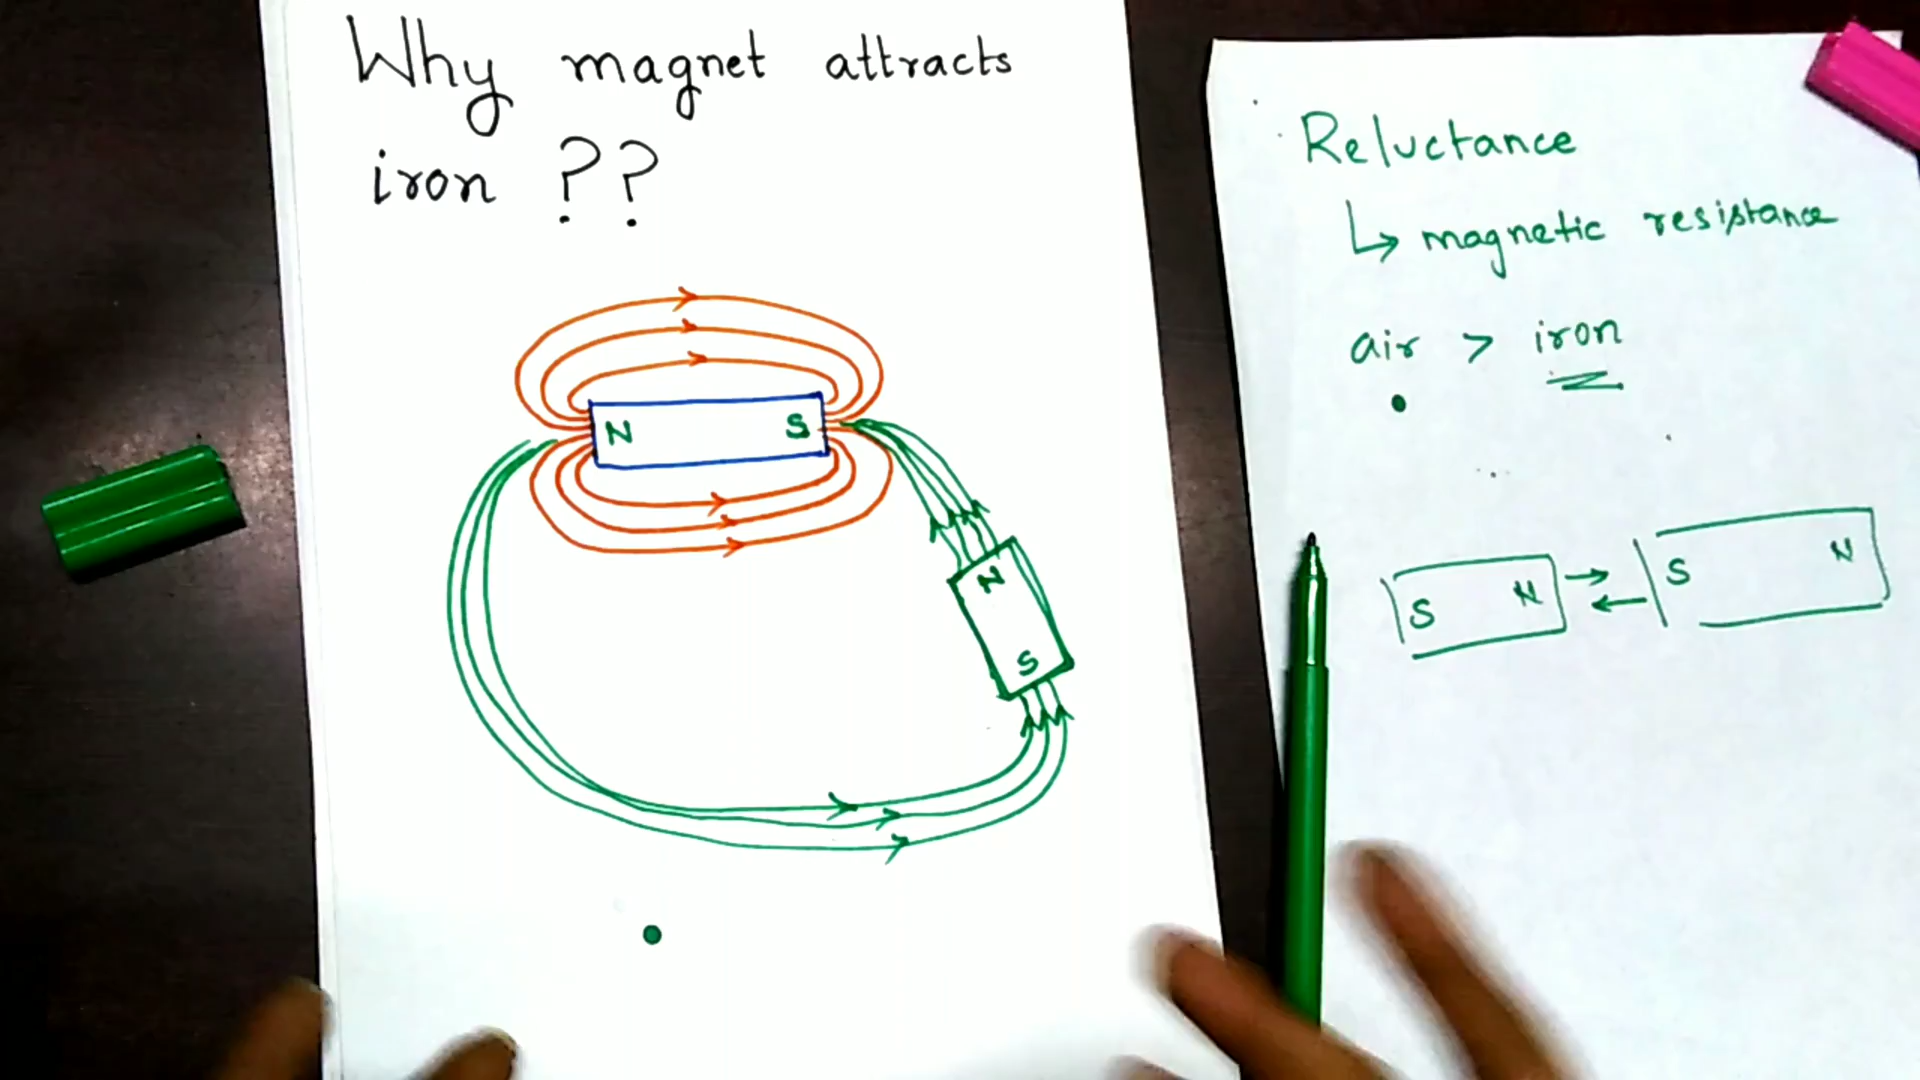 Why magnet attracts
iron ??
N S
N
S
Reluctance
↳ magnetic resistance
air > iron
S N → ← S N